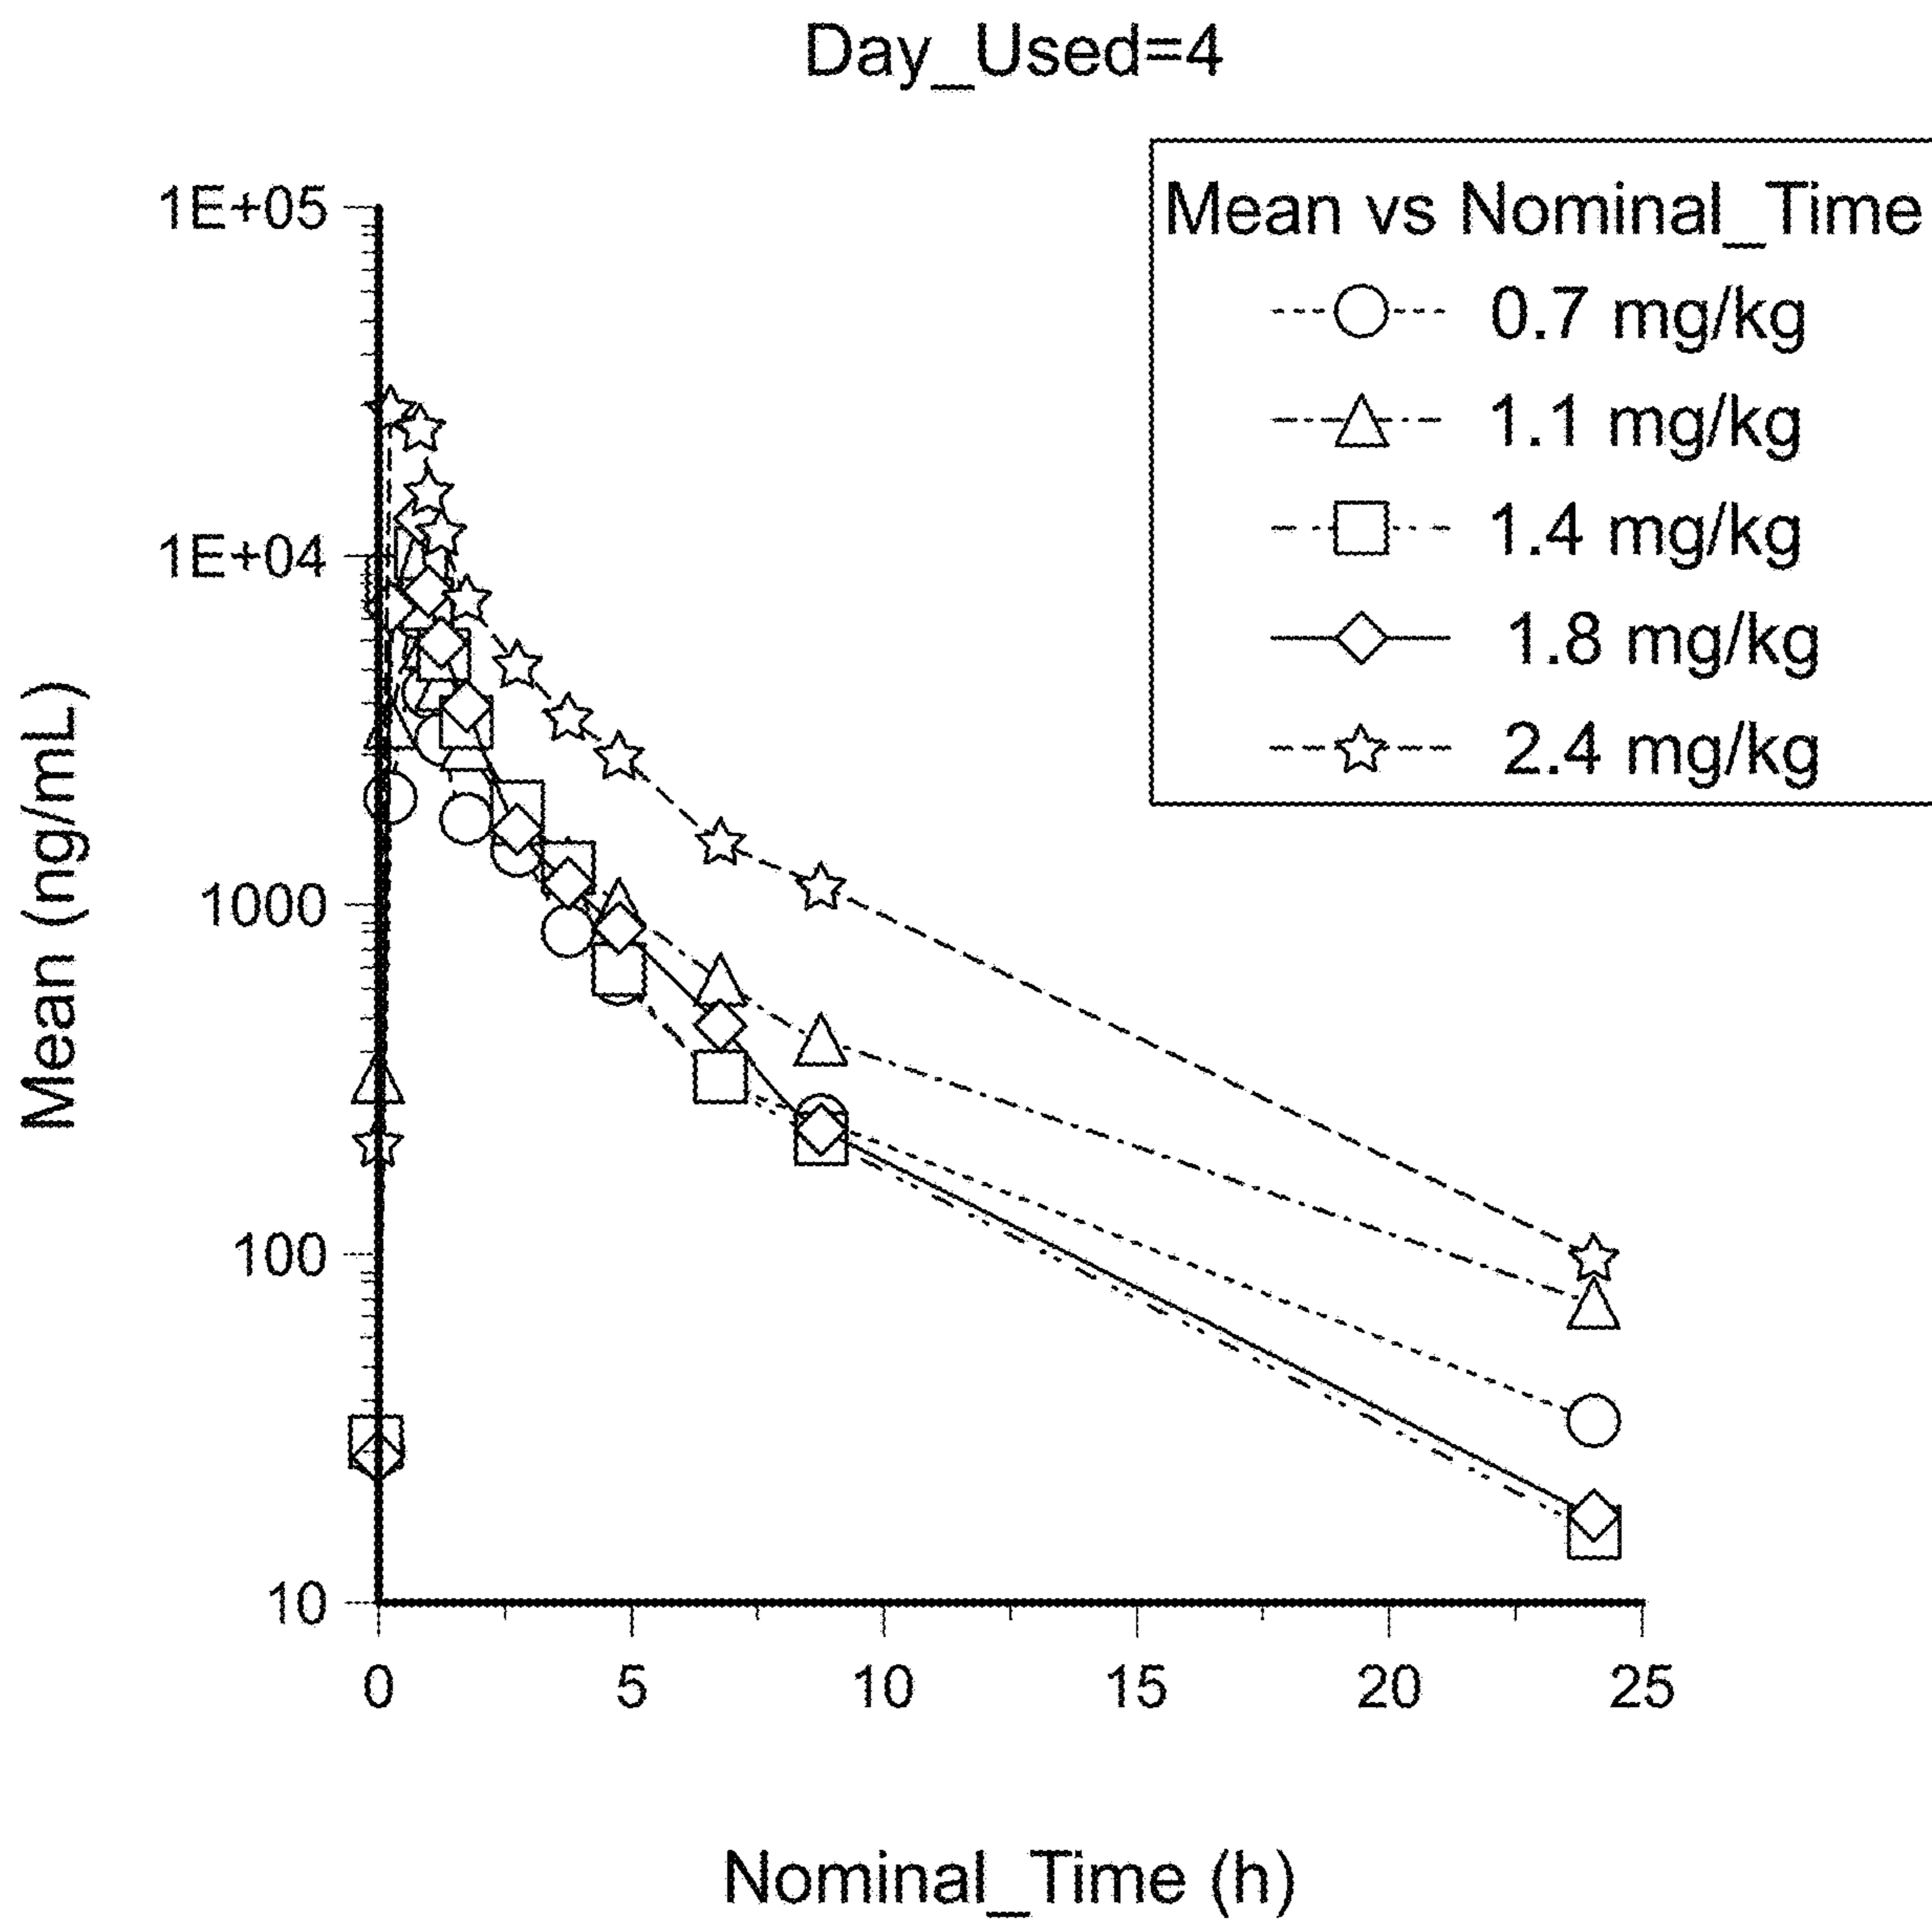 Day_Used=4
Mean vs Nominal_Time
0.7 mg/kg
1.1 mg/kg
1.4 mg/kg
1.8 mg/kg
2.4 mg/kg
Mean (ng/mL)
1E+05
1E+04
1000
100
10
0 5 10 15 20 25
Nominal_Time (h)